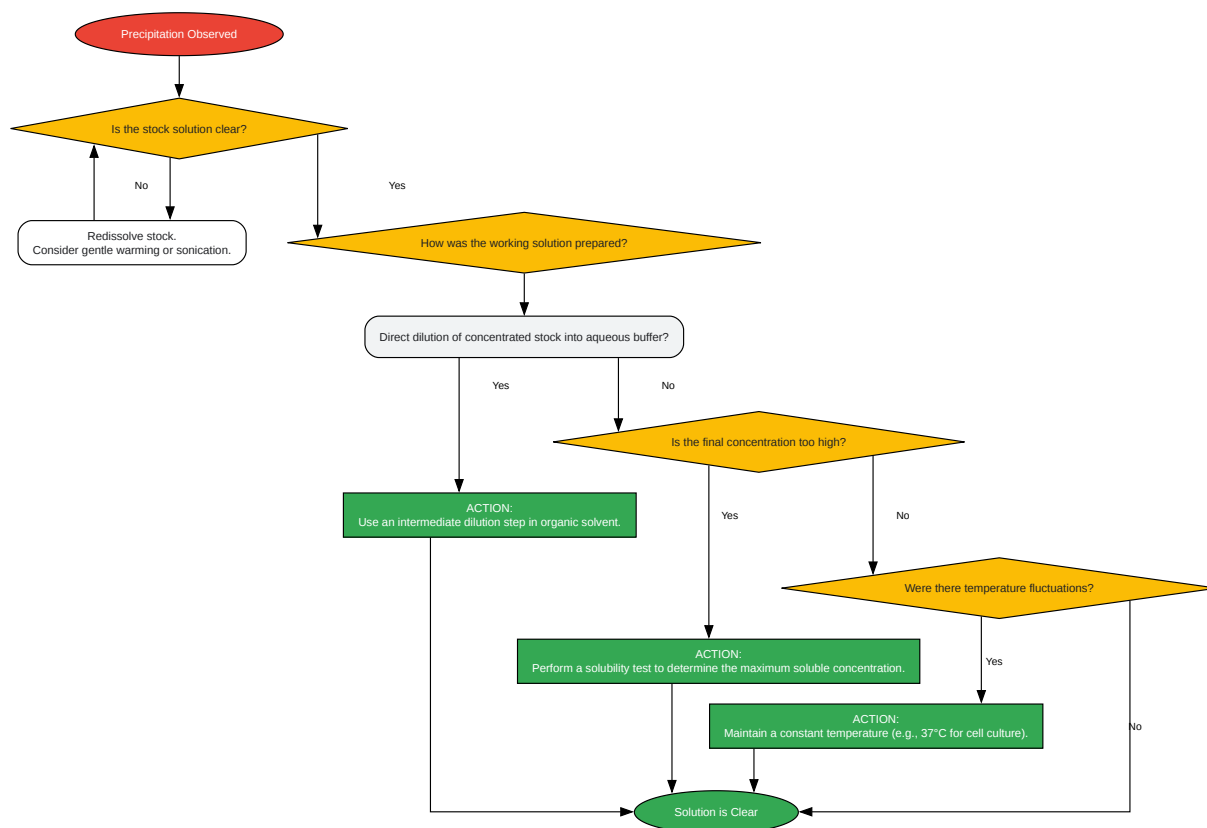 Precipitation Observed
Is the stock solution clear?
No
Yes
Redissolve stock.
Consider gentle warming or sonication.
How was the working solution prepared?
Direct dilution of concentrated stock into aqueous buffer?
Yes
No
Is the final concentration too high?
ACTION:
Use an intermediate dilution step in organic solvent.
Yes
No
Were there temperature fluctuations?
ACTION:
Perform a solubility test to determine the maximum soluble concentration.
Yes
ACTION:
Maintain a constant temperature (e.g., 37°C for cell culture).
No
Solution is Clear